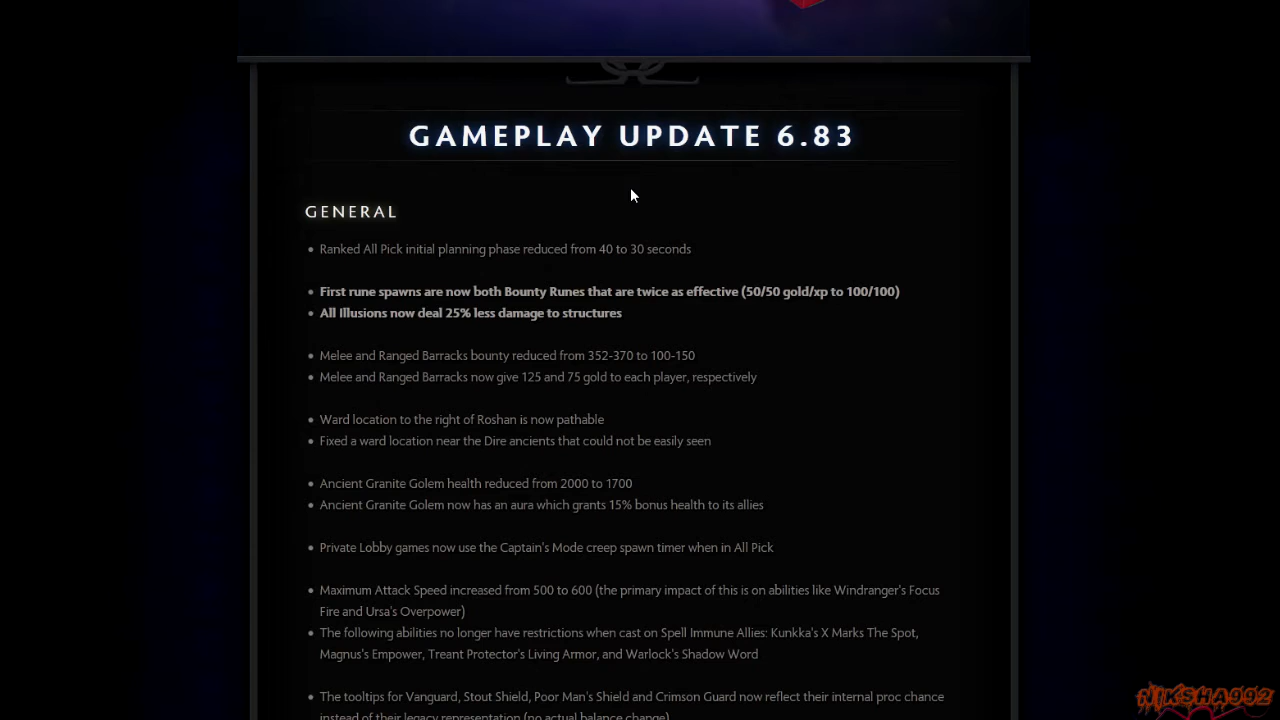 GAMEPLAY UPDATE 6.83
GENERAL
• Ranked All Pick initial planning phase reduced from 40 to 30 seconds
• First rune spawns are now both Bounty Runes that are twice as effective (50/50 gold/xp to 100/100)
• All Illusions now deal 25% less damage to structures
• Melee and Ranged Barracks bounty reduced from 352-370 to 100-150
• Melee and Ranged Barracks now give 125 and 75 gold to each player, respectively
• Ward location to the right of Roshan is now pathable
• Fixed a ward location near the Dire ancients that could not be easily seen
• Ancient Granite Golem health reduced from 2000 to 1700
• Ancient Granite Golem now has an aura which grants 15% bonus health to its allies
• Private Lobby games now use the Captain's Mode creep spawn timer when in All Pick
• Maximum Attack Speed increased from 500 to 600 (the primary impact of this is on abilities like Windranger's Focus
Fire and Ursa's Overpower)
• The following abilities no longer have restrictions when cast on Spell Immune Allies: Kunkka's X Marks The Spot,
Magnus's Empower, Treant Protector's Living Armor, and Warlock's Shadow Word
• The tooltips for Vanguard, Stout Shield, Poor Man's Shield and Crimson Guard now reflect their internal proc chance
instead of their legacy representation (no actual balance change)
NIKSHA992